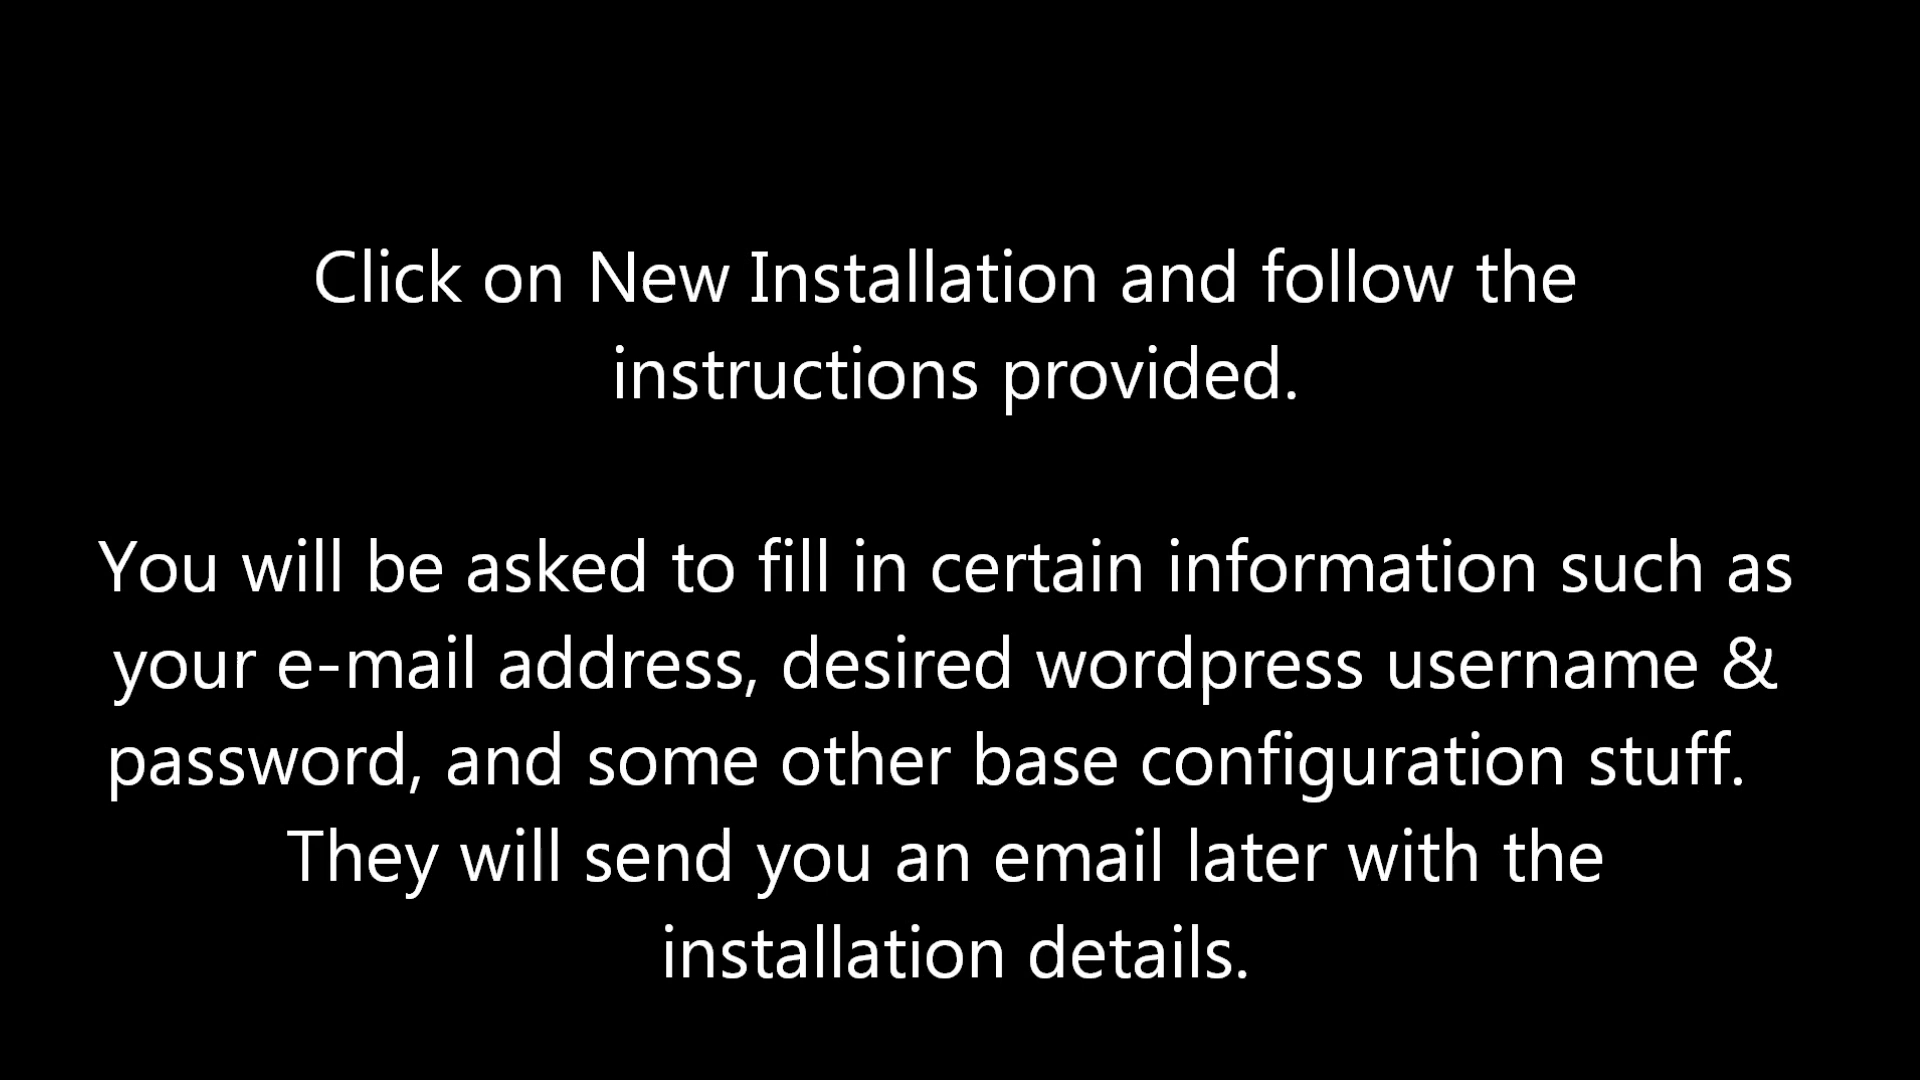 Click on New Installation and follow the
instructions provided.
You will be asked to fill in certain information such as
your e-mail address, desired wordpress username &
password, and some other base configuration stuff.
They will send you an email later with the
installation details.